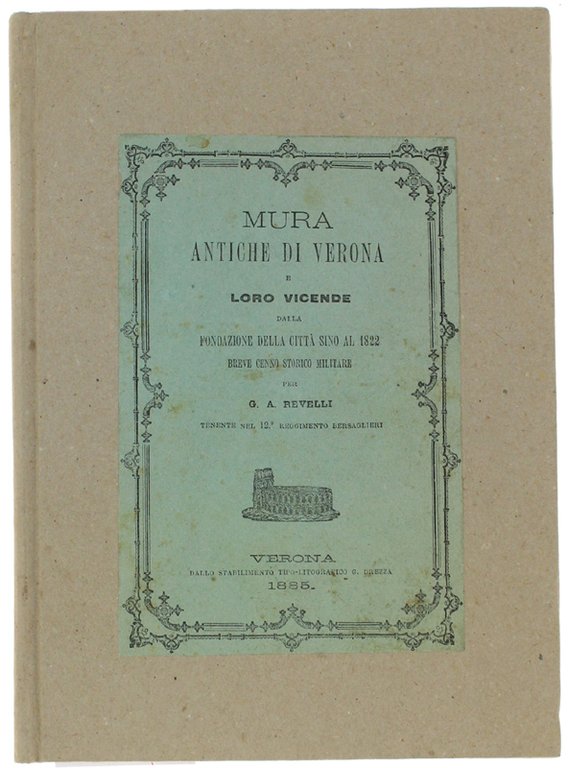 MURA
ANTICHE DI VERONA
E
LORO VICENDE
DALLA
FONDAZIONE DELLA CITTÀ SINO AL 1822
BREVE CENNO STORICO MILITARE
PER
G. A. REVELLI
TENENTE NEL 12.º REGGIMENTO BERSAGLIERI
VERONA
DALLO STABILIMENTO TIPO-LITOGRAFICO G. DREZZA
1885.